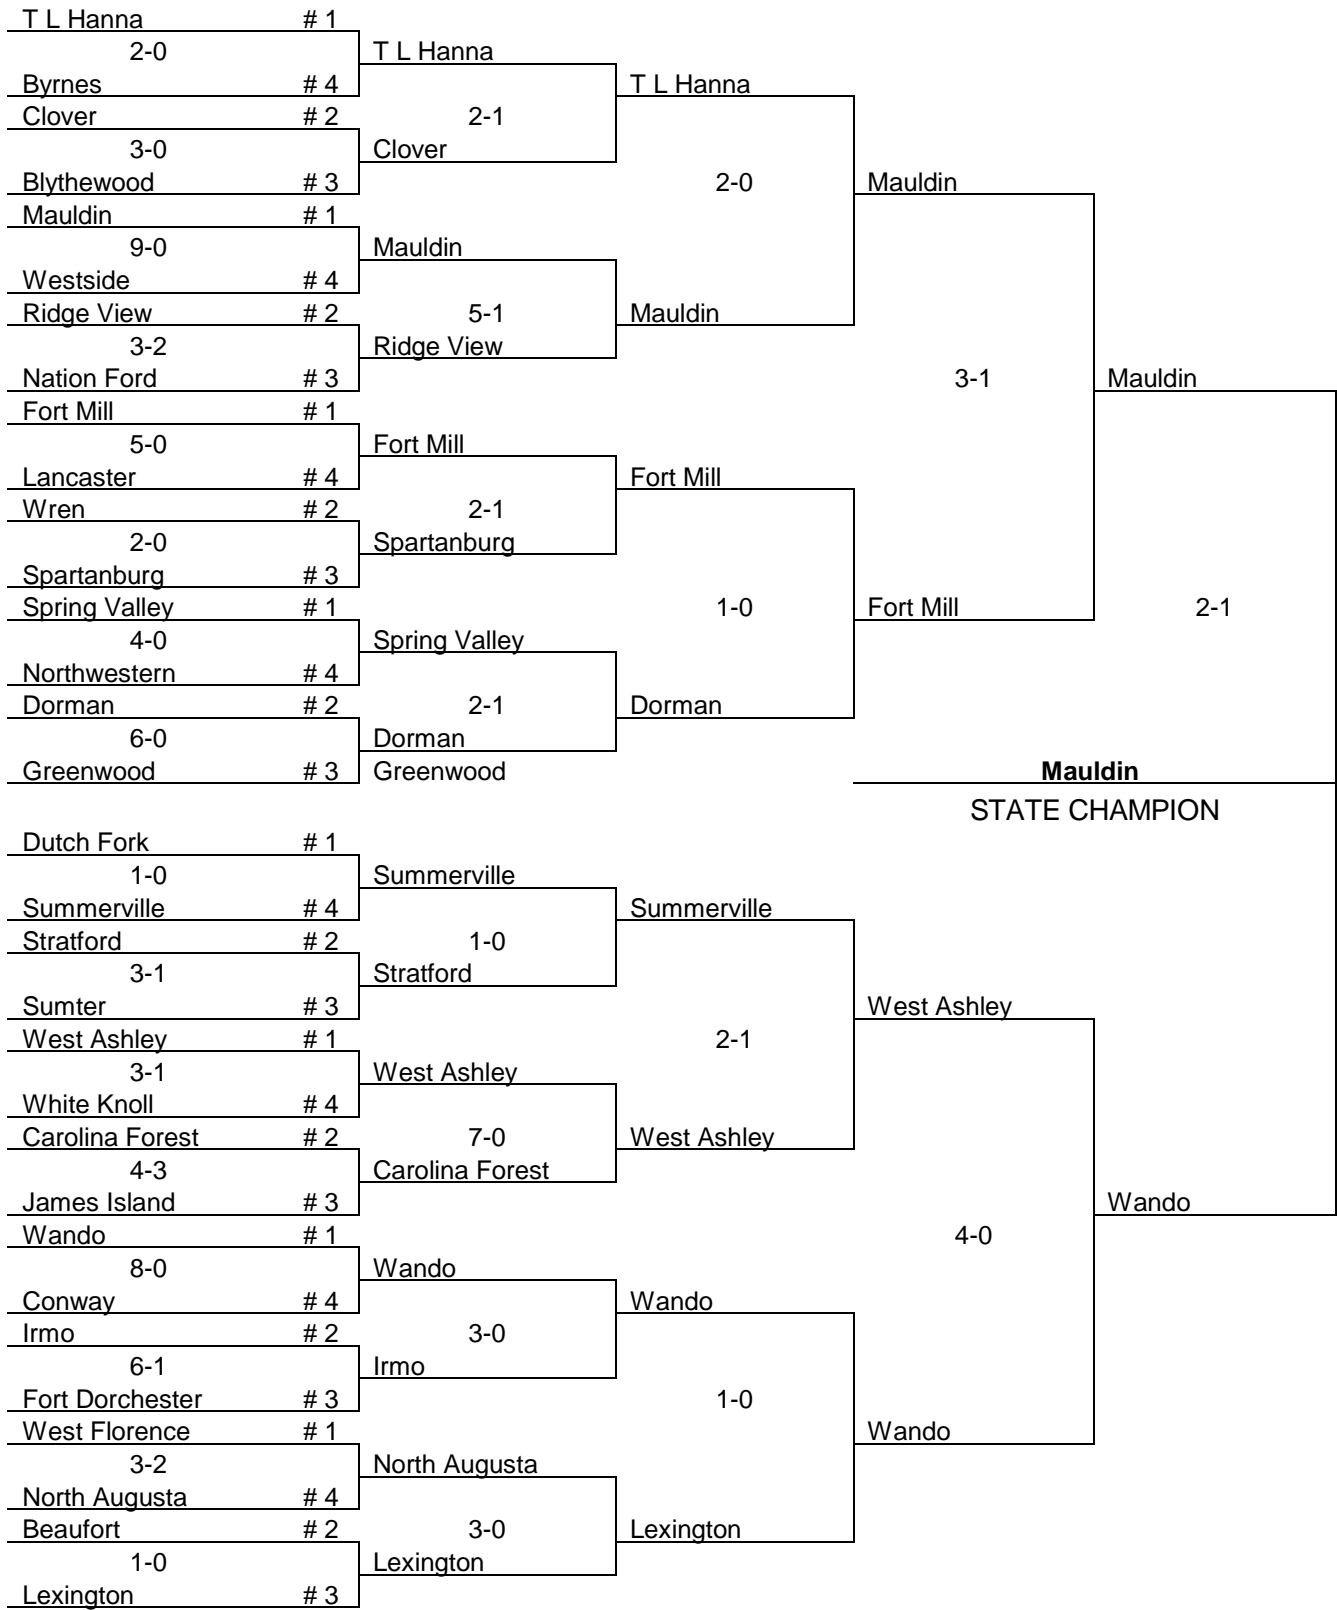 T L Hanna # 1
2-0 T L Hanna
Byrnes # 4 T L Hanna
Clover # 2 2-1
3-0 Clover
Blythewood # 3 2-0 Mauldin
Mauldin # 1
9-0 Mauldin
Westside # 4
Ridge View # 2 5-1 Mauldin
3-2 Ridge View
Nation Ford # 3 3-1 Mauldin
Fort Mill # 1
5-0 Fort Mill
Lancaster # 4 Fort Mill
Wren # 2 2-1
2-0 Spartanburg
Spartanburg # 3
Spring Valley # 1 1-0 Fort Mill 2-1
4-0 Spring Valley
Northwestern # 4
Dorman # 2 2-1 Dorman
6-0 Dorman
Greenwood # 3 Greenwood Mauldin
STATE CHAMPION
Dutch Fork # 1
1-0 Summerville
Summerville # 4 Summerville
Stratford # 2 1-0
3-1 Stratford
Sumter # 3 West Ashley
West Ashley # 1 2-1
3-1 West Ashley
White Knoll # 4
Carolina Forest # 2 7-0 West Ashley
4-3 Carolina Forest
James Island # 3 Wando
Wando # 1 4-0
8-0 Wando
Conway # 4 Wando
Irmo # 2 3-0
6-1 Irmo
Fort Dorchester # 3 1-0
West Florence # 1 Wando
3-2 North Augusta
North Augusta # 4
Beaufort # 2 3-0 Lexington
1-0 Lexington
Lexington # 3